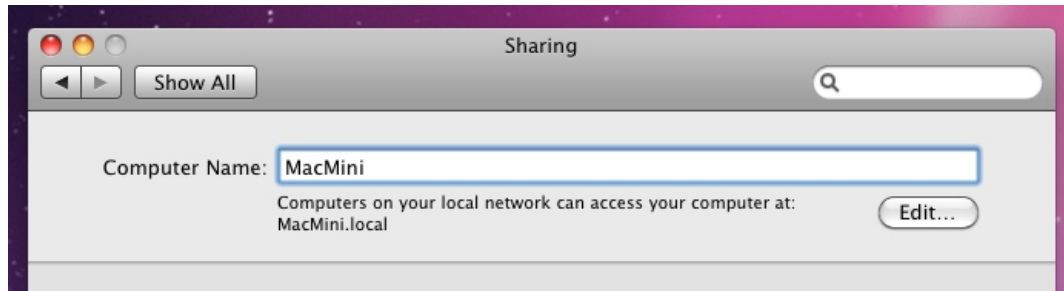 Sharing
Show All
Computer Name: MacMini
Computers on your local network can access your computer at:
MacMini.local
Edit...